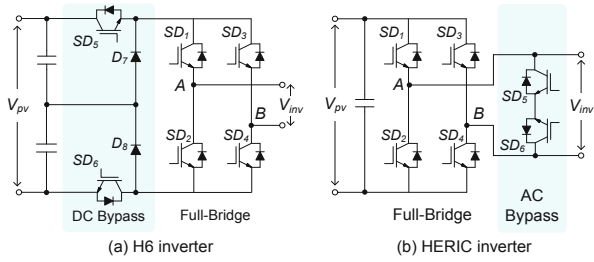 SD5
D7
SD1
SD3
A
B
Vpv
Vinv
D8
SD6
SD2
SD4
DC Bypass
Full-Bridge
(a) H6 inverter
SD1
SD3
A
B
Vpv
SD5
Vinv
SD2
SD4
SD6
Full-Bridge
AC
Bypass
(b) HERIC inverter